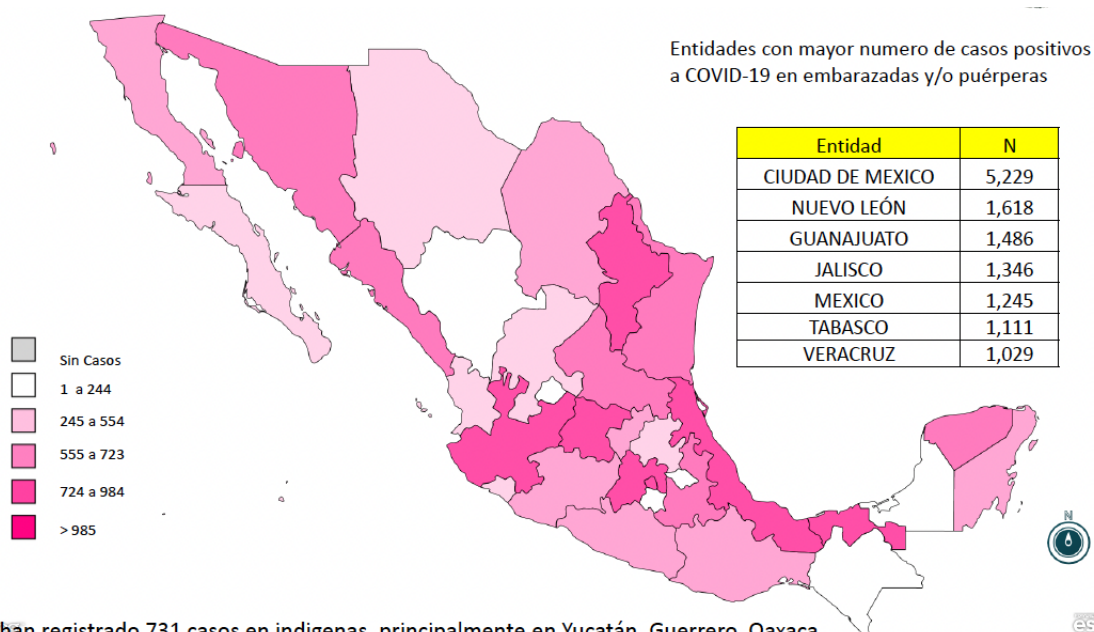 Entidades con mayor numero de casos positivos
a COVID-19 en embarazadas y/o puérperas
Entidad N
CIUDAD DE MEXICO 5,229
NUEVO LEÓN 1,618
GUANAJUATO 1,486
JALISCO 1,346
MEXICO 1,245
TABASCO 1,111
VERACRUZ 1,029
Sin Casos
1 a 244
245 a 554
555 a 723
724 a 984
> 985
N
han registrado 731 casos en indigenas, principalmente en Yucatán, Guerrero, Oaxaca
es